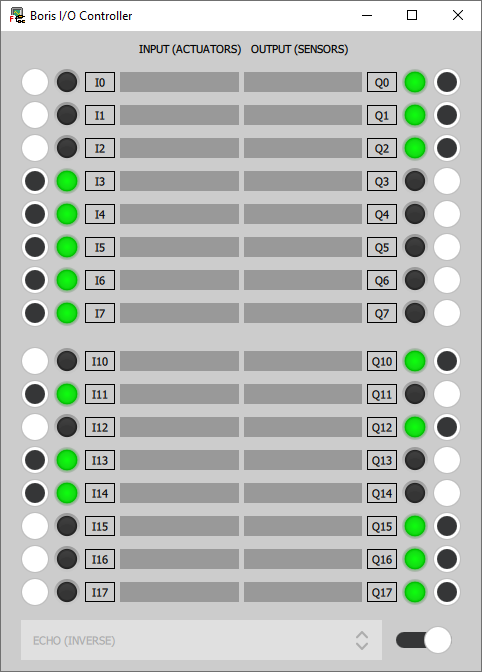 Boris I/O Controller
INPUT (ACTUATORS) OUTPUT (SENSORS)
I0 Q0
I1 Q1
I2 Q2
I3 Q3
I4 Q4
I5 Q5
I6 Q6
I7 Q7
I10 Q10
I11 Q11
I12 Q12
I13 Q13
I14 Q14
I15 Q15
I16 Q16
I17 Q17
ECHO (INVERSE)